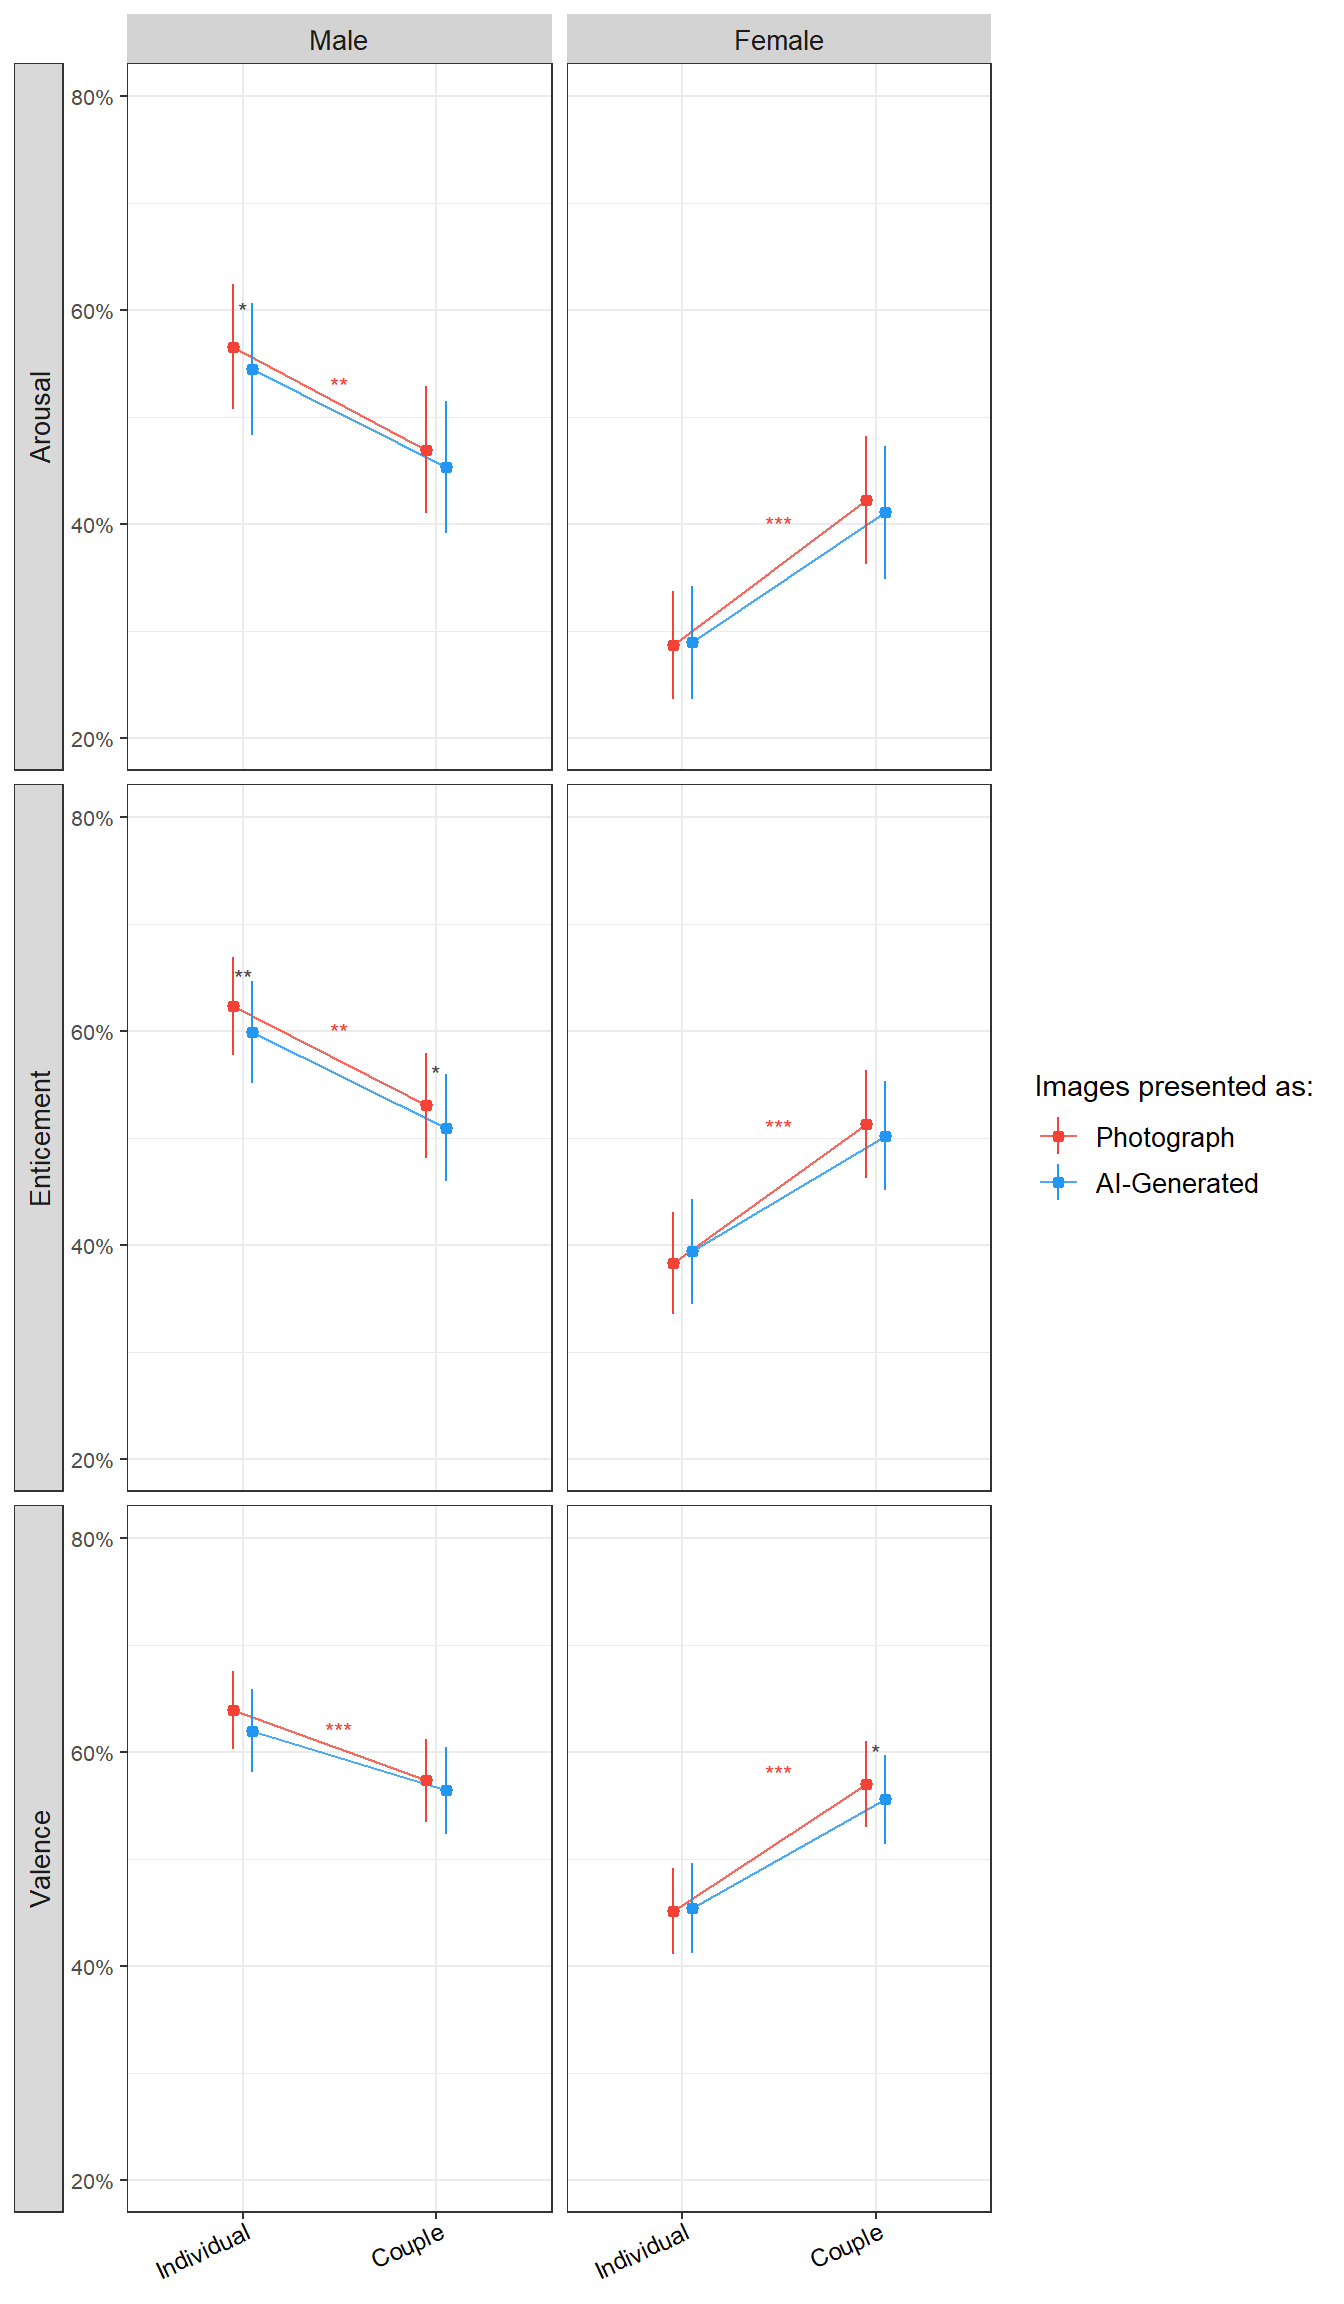 Male
Female
Arousal
80%
60%
40%
20%
*
**
***
Enticement
80%
60%
40%
20%
**
**
*
***
Valence
80%
60%
40%
20%
***
***
*
Individual
Couple
Individual
Couple
Images presented as:
Photograph
AI-Generated